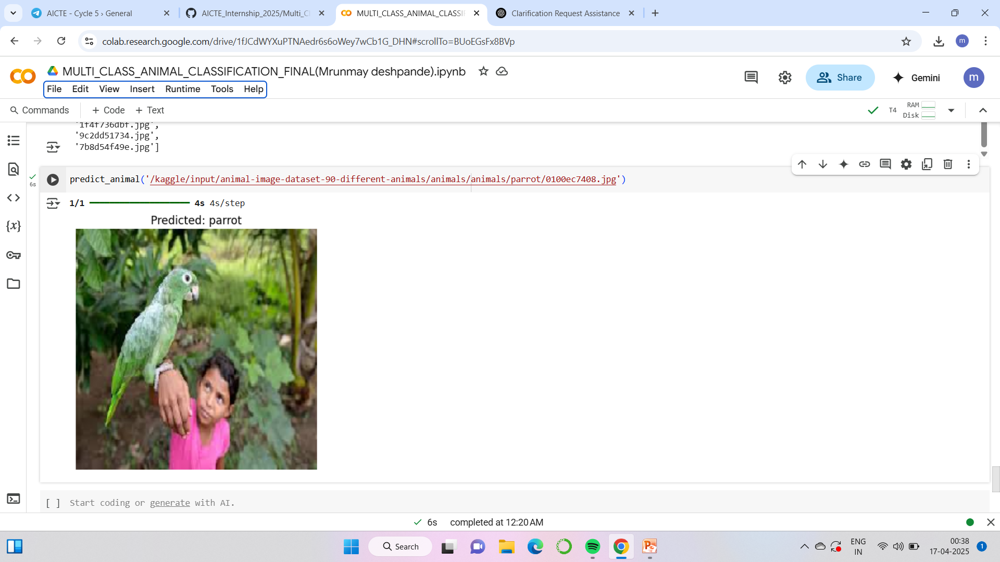 AICTE - Cycle 5 › General
AICTE_Internship_2025/Multi_Cl
MULTI_CLASS_ANIMAL_CLASSIF
Clarification Request Assistance
colab.research.google.com/drive/1fJCdWYXuPTNAedr6s6oWey7wCb1G_DHN#scrollTo=BUoEGsFx8BVp
m
MULTI_CLASS_ANIMAL_CLASSIFICATION_FINAL(Mrunmay deshpande).ipynb
Share
Gemini
m
File Edit View Insert Runtime Tools Help
Commands + Code + Text
T4 RAM
Disk
'1f4f736dbf.jpg',
'9c2dd51734.jpg',
'7b8d54f49e.jpg']
6s
predict_animal('/kaggle/input/animal-image-dataset-90-different-animals/animals/animals/parrot/0100ec7408.jpg')
1/1 4s 4s/step
Predicted: parrot
[ ] Start coding or generate with AI.
6s completed at 12:20 AM
Search
ENG
IN
00:38
17-04-2025
1